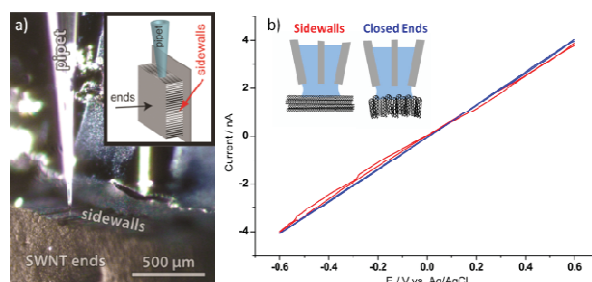 a)
pipet
pipet
ends
sidewalls
sidewalls
SWNT ends
500 µm
b)
Sidewalls
Closed Ends
Current / nA
4
2
0
-2
-4
-0.6
-0.4
-0.2
0.0
0.2
0.4
0.6
E / V vs. Ag/AgCl